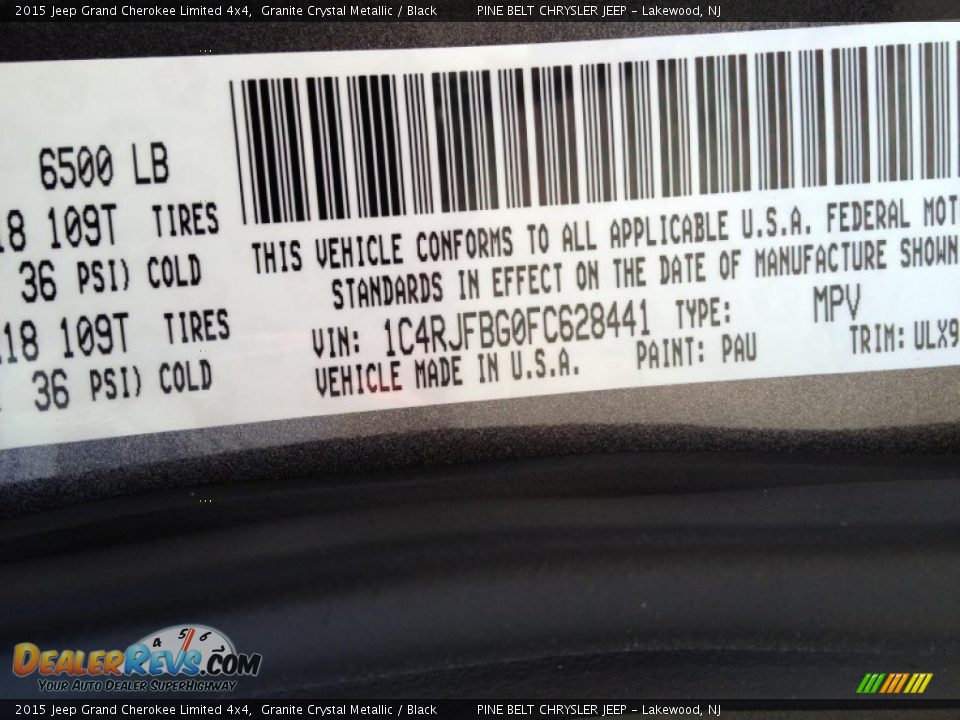 2015 Jeep Grand Cherokee Limited 4x4, Granite Crystal Metallic / Black PINE BELT CHRYSLER JEEP - Lakewood, NJ
6500 LB
18 109T TIRES
36 PSI) COLD
18 109T TIRES
36 PSI) COLD
THIS VEHICLE CONFORMS TO ALL APPLICABLE U.S.A. FEDERAL MOT
STANDARDS IN EFFECT ON THE DATE OF MANUFACTURE SHOWN
VIN: 1C4RJFBG0FC628441 TYPE: MPV
VEHICLE MADE IN U.S.A. PAINT: PAU TRIM: ULX9
4 5 6
DEALERREVS.COM
YOUR AUTO DEALER SUPERHIGHWAY
2015 Jeep Grand Cherokee Limited 4x4, Granite Crystal Metallic / Black PINE BELT CHRYSLER JEEP - Lakewood, NJ